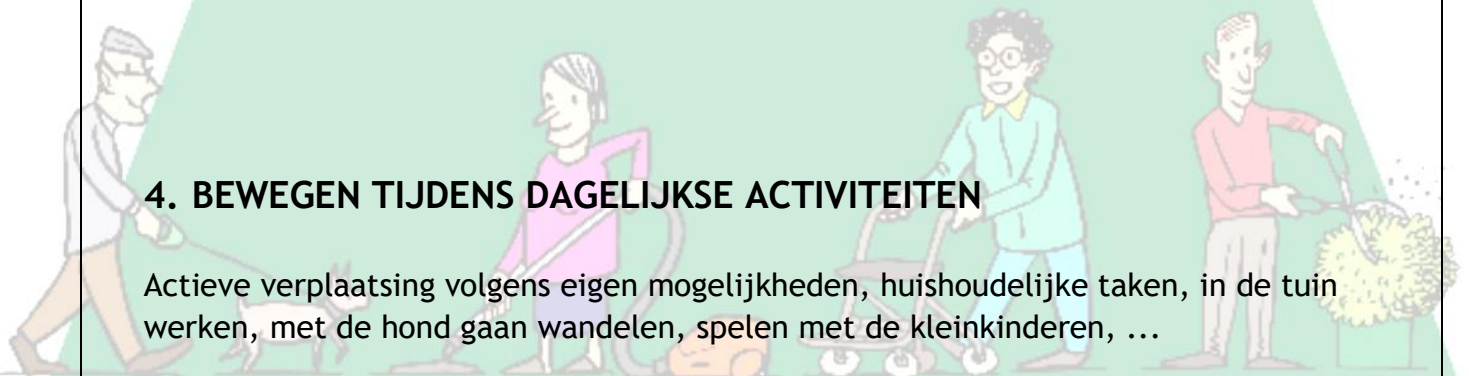 4. BEWEGEN TIJDENS DAGELIJKSE ACTIVITEITEN
Actieve verplaatsing volgens eigen mogelijkheden, huishoudelijke taken, in de tuin
werken, met de hond gaan wandelen, spelen met de kleinkinderen, ...